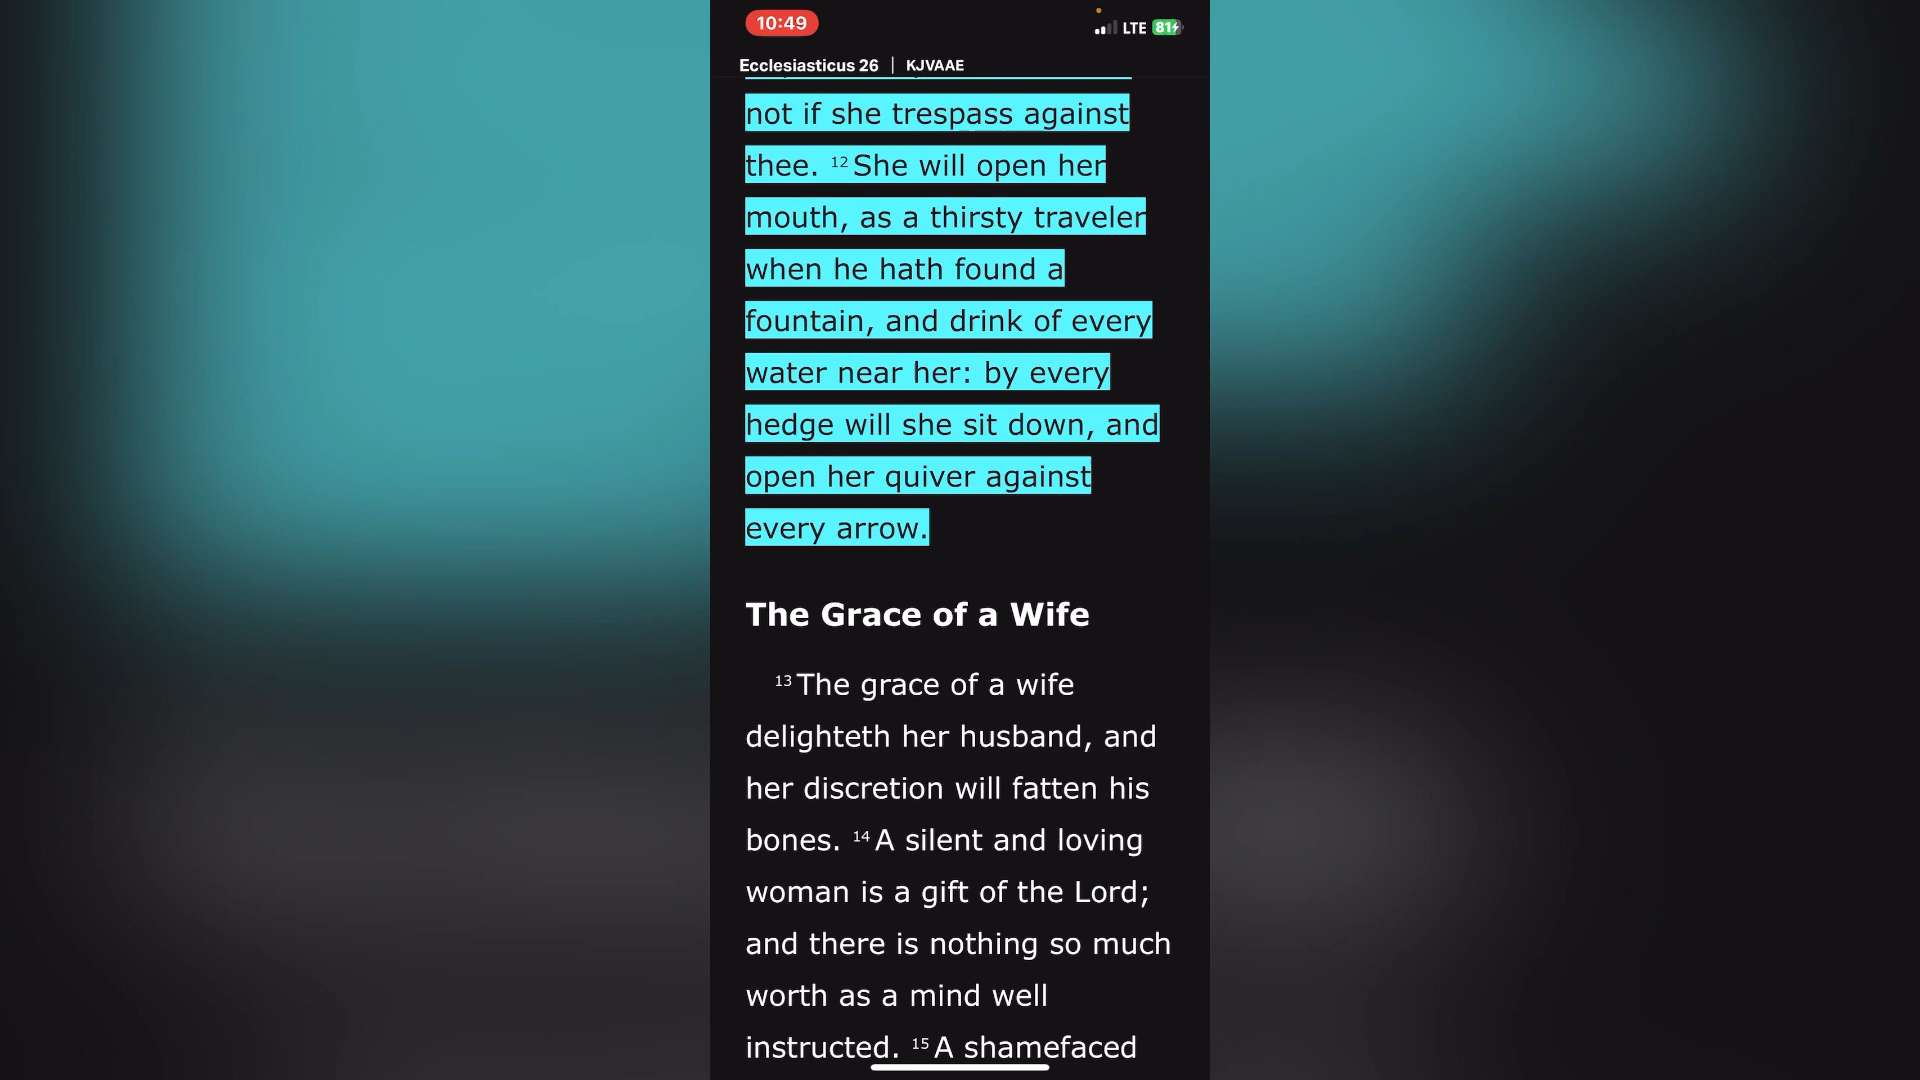 10:49
LTE 81
Ecclesiasticus 26 | KJVAAE
not if she trespass against
thee. 12 She will open her
mouth, as a thirsty traveler
when he hath found a
fountain, and drink of every
water near her: by every
hedge will she sit down, and
open her quiver against
every arrow.
The Grace of a Wife
13 The grace of a wife
delighteth her husband, and
her discretion will fatten his
bones. 14 A silent and loving
woman is a gift of the Lord;
and there is nothing so much
worth as a mind well
instructed. 15 A shamefaced